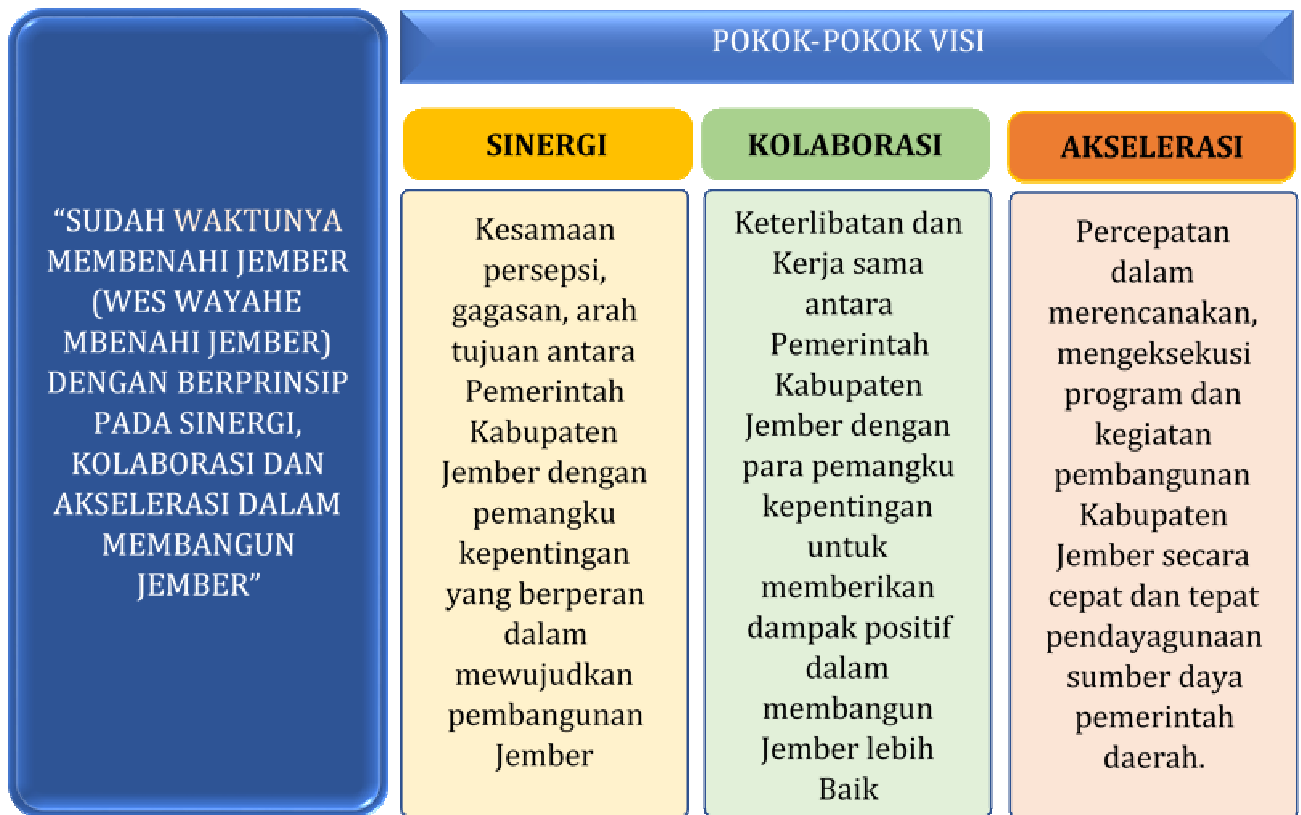 “SUDAH WAKTUNYA
MEMBENAHI JEMBER
(WES WAYAHE
MBENAHI JEMBER)
DENGAN BERPRINSIP
PADA SINERGI,
KOLABORASI DAN
AKSELERASI DALAM
MEMBANGUN
JEMBER”
POKOK-POKOK VISI
SINERGI
Kesamaan
persepsi,
gagasan, arah
tujuan antara
Pemerintah
Kabupaten
Jember dengan
pemangku
kepentingan
yang berperan
dalam
mewujudkan
pembangunan
Jember
KOLABORASI
Keterlibatan dan
Kerja sama
antara
Pemerintah
Kabupaten
Jember dengan
para pemangku
kepentingan
untuk
memberikan
dampak positif
dalam
membangun
Jember lebih
Baik
AKSELERASI
Percepatan
dalam
merencanakan,
mengeksekusi
program dan
kegiatan
pembangunan
Kabupaten
Jember secara
cepat dan tepat
pendayagunaan
sumber daya
pemerintah
daerah.